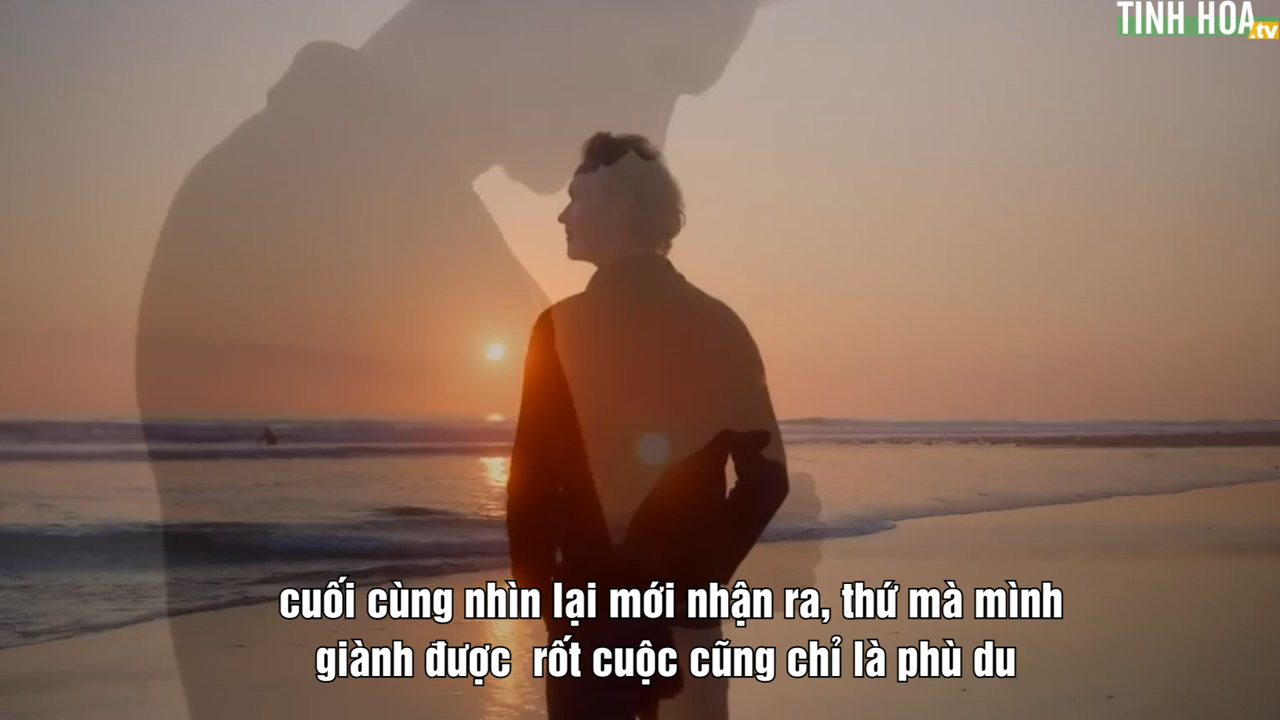 TINH HOA
.tv
cuối cùng nhìn lại mới nhận ra, thứ mà mình
giành được rốt cuộc cũng chỉ là phù du